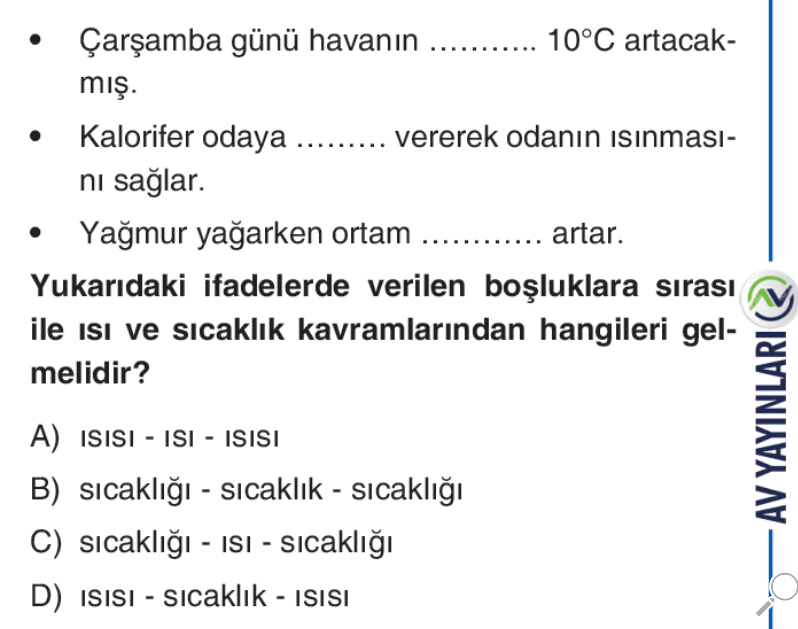 • Çarşamba günü havanın ........... 10°C artacak-
mış.
• Kalorifer odaya ......... vererek odanın ısınması-
nı sağlar.
• Yağmur yağarken ortam ............ artar.
Yukarıdaki ifadelerde verilen boşluklara sırası
ile ısı ve sıcaklık kavramlarından hangileri gel-
melidir?
A) ısısı - ısı - ısısı
B) sıcaklığı - sıcaklık - sıcaklığı
C) sıcaklığı - ısı - sıcaklığı
D) ısısı - sıcaklık - ısısı
AV YAYINLARI